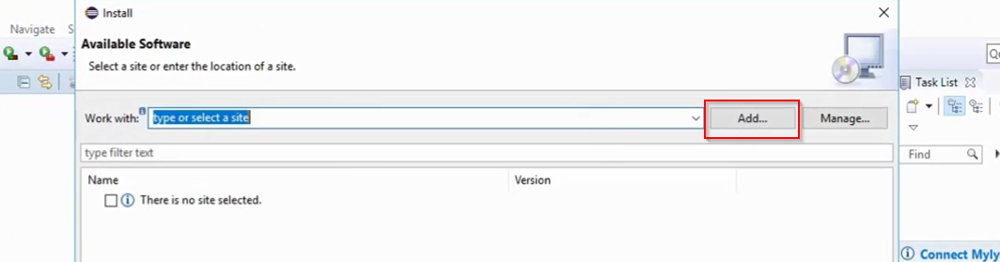 Install
Navigate S
Available Software
Select a site or enter the location of a site.
Task List
Work with: type or select a site Add... Manage...
type filter text
Find
Name Version
There is no site selected.
Connect Myly